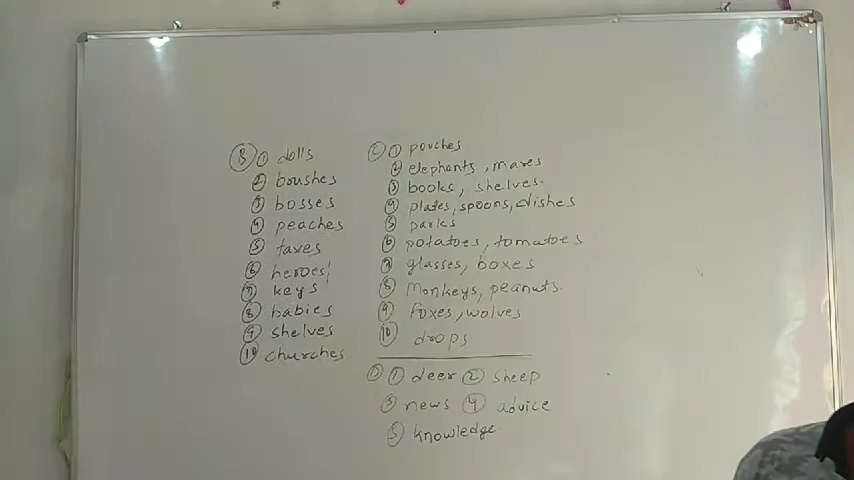 B ① dolls
② brushes
③ bosses
④ peaches
⑤ taxes
⑥ heroes
⑦ keys
⑧ babies
⑨ shelves
⑩ churches
C ① pouches
② elephants, mares
③ books, shelves.
④ plates, spoons, dishes
⑤ parks
⑥ potatoes, tomatoes
⑦ glasses, boxes
⑧ Monkeys, peanuts.
⑨ foxes, wolves
⑩ drops
D ① deer ② sheep
③ news ④ advice
⑤ knowledge